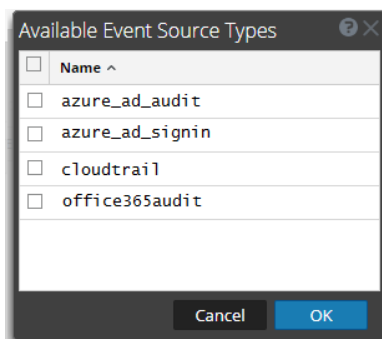 Available Event Source Types
Name
azure_ad_audit
azure_ad_signin
cloudtrail
office365audit
Cancel OK